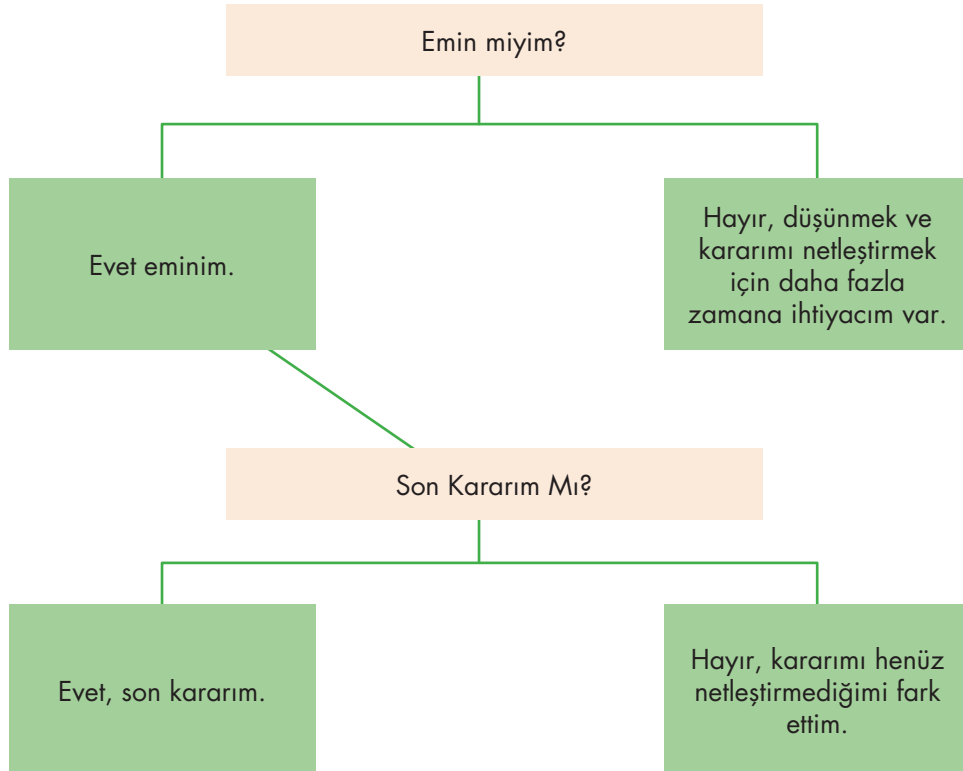 Emin miyim?
Evet eminim.
Hayır, düşünmek ve
kararımı netleştirmek
için daha fazla
zamana ihtiyacım var.
Son Kararım Mı?
Evet, son kararım.
Hayır, kararımı henüz
netleştirmediğimi fark
ettim.